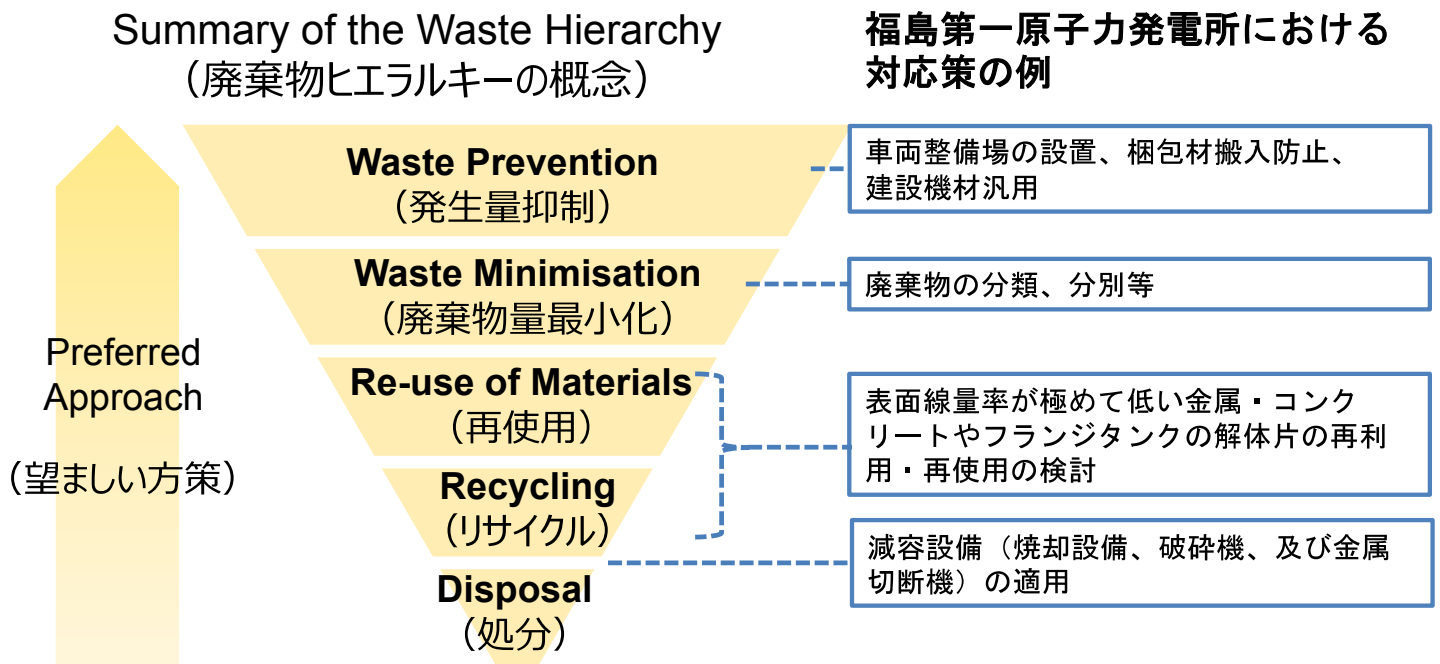 Summary of the Waste Hierarchy
（廃棄物ヒエラルキーの概念）
福島第一原子力発電所における
対応策の例
Preferred
Approach
（望ましい方策）
Waste Prevention
（発生量抑制）
車両整備場の設置、梱包材搬入防止、
建設機材汎用
Waste Minimisation
（廃棄物量最小化）
廃棄物の分類、分別等
Re-use of Materials
（再使用）
Recycling
（リサイクル）
表面線量率が極めて低い金属・コンク
リートやフランジタンクの解体片の再利
用・再使用の検討
Disposal
（処分）
減容設備（焼却設備、破砕機、及び金属
切断機）の適用